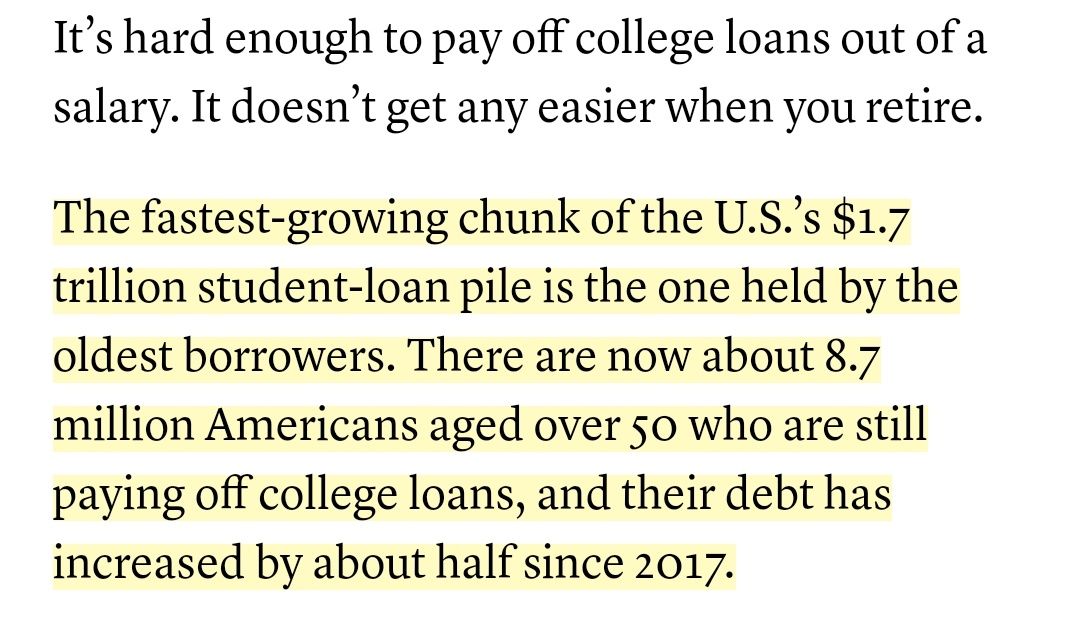 It’s hard enough to pay off college loans out of a
salary. It doesn’t get any easier when you retire.
The fastest-growing chunk of the U.S.’s $1.7
trillion student-loan pile is the one held by the
oldest borrowers. There are now about 8.7
million Americans aged over 50 who are still
paying off college loans, and their debt has
increased by about half since 2017.